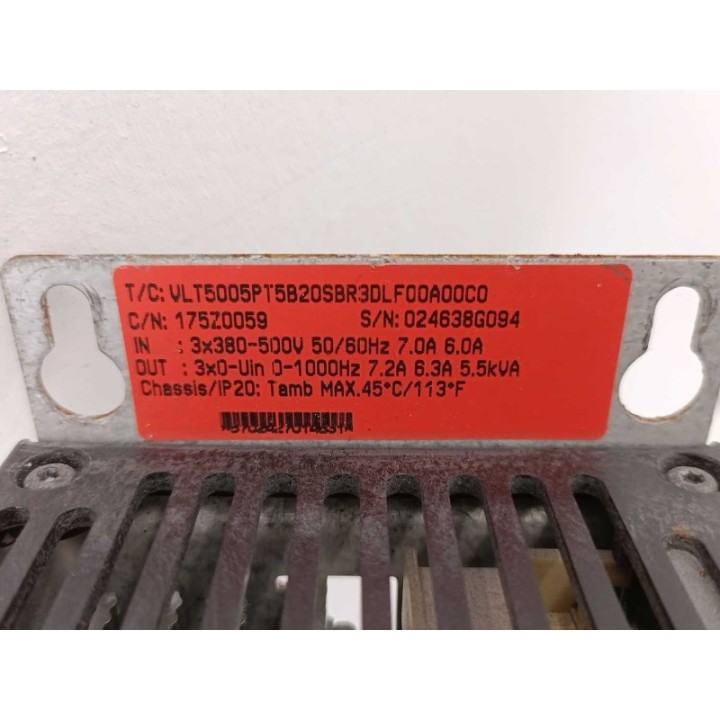 T/C: VLT5005PT5B20SBR3DLF00A00C0
C/N: 175Z0059 S/N: 024638G094
IN : 3x380-500V 50/60Hz 7.0A 6.0A
OUT : 3x0-Uin 0-1000Hz 7.2A 6.3A 5.5kVA
Chassis/IP20: Tamb MAX.45°C/113°F